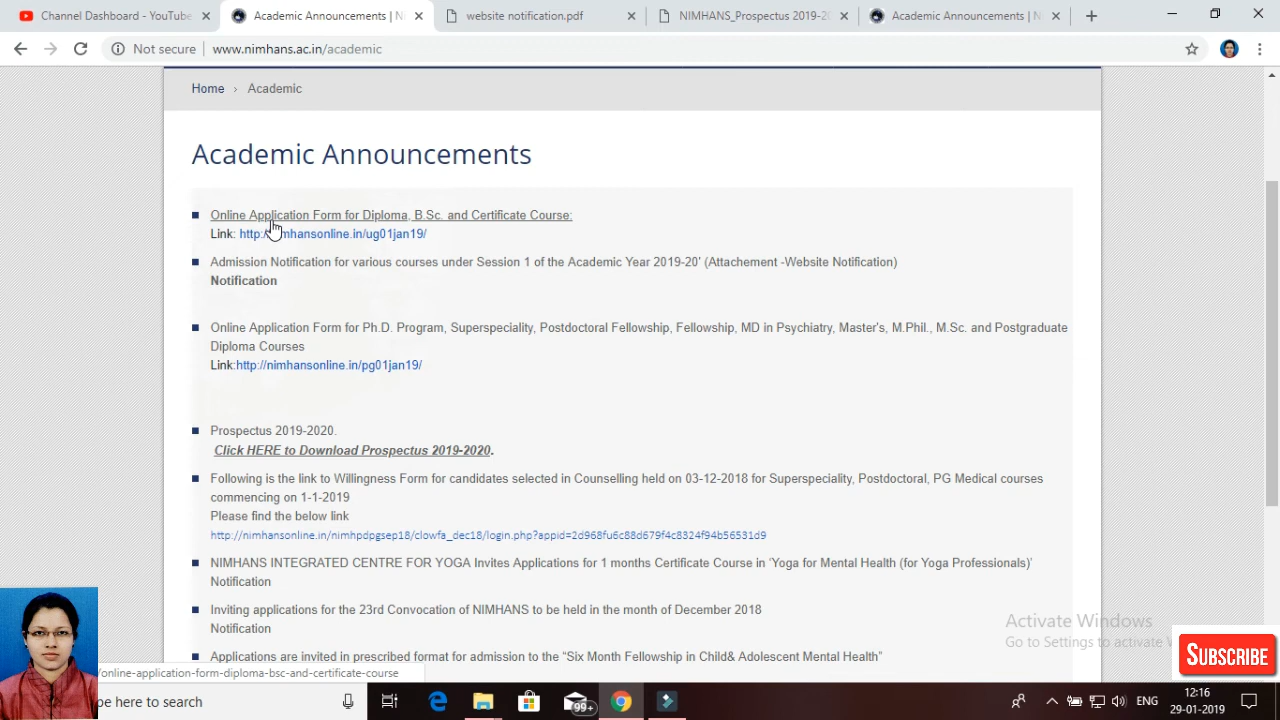 Channel Dashboard - YouTube
Academic Announcements | N
website notification.pdf
NIMHANS_Prospectus 2019-20
Academic Announcements | N
Not secure
www.nimhans.ac.in/academic
Home › Academic
Academic Announcements
Online Application Form for Diploma, B.Sc. and Certificate Course:
Link: http://nimhansonline.in/ug01jan19/
Admission Notification for various courses under Session 1 of the Academic Year 2019-20' (Attachement -Website Notification)
Notification
Online Application Form for Ph.D. Program, Superspeciality, Postdoctoral Fellowship, Fellowship, MD in Psychiatry, Master's, M.Phil., M.Sc. and Postgraduate
Diploma Courses
Link:http://nimhansonline.in/pg01jan19/
Prospectus 2019-2020.
Click HERE to Download Prospectus 2019-2020.
Following is the link to Willingness Form for candidates selected in Counselling held on 03-12-2018 for Superspeciality, Postdoctoral, PG Medical courses
commencing on 1-1-2019
Please find the below link
http://nimhansonline.in/nimhpdpgsep18/clowfa_dec18/login.php?appid=2d968fu6c88d679f4c8324f94b56531d9
NIMHANS INTEGRATED CENTRE FOR YOGA Invites Applications for 1 months Certificate Course in 'Yoga for Mental Health (for Yoga Professionals)'
Notification
Inviting applications for the 23rd Convocation of NIMHANS to be held in the month of December 2018
Notification
Applications are invited in prescribed format for admission to the “Six Month Fellowship in Child& Adolescent Mental Health”
Activate Windows
Go to Settings to activate
SUBSCRIBE
/online-application-form-diploma-bsc-and-certificate-course
pe here to search
99+
ENG
12:16
29-01-2019